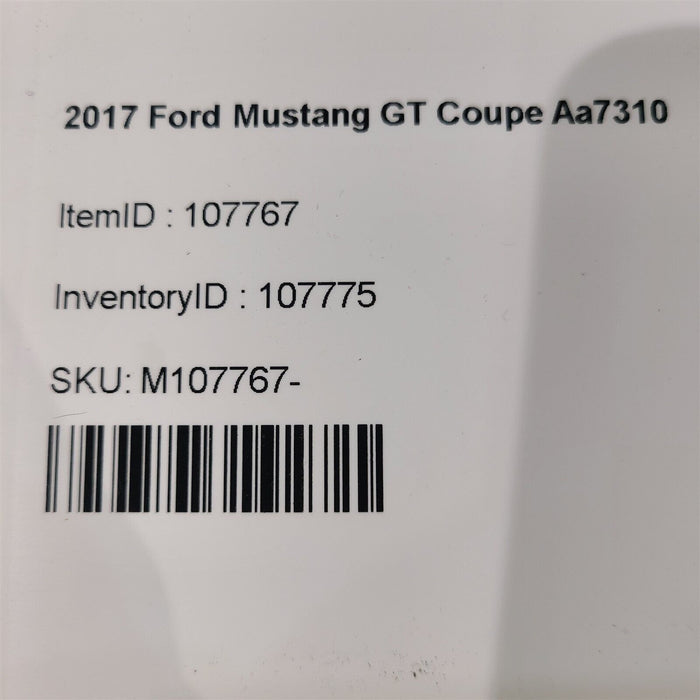 2017 Ford Mustang GT Coupe Aa7310
ItemID : 107767
InventoryID : 107775
SKU: M107767-